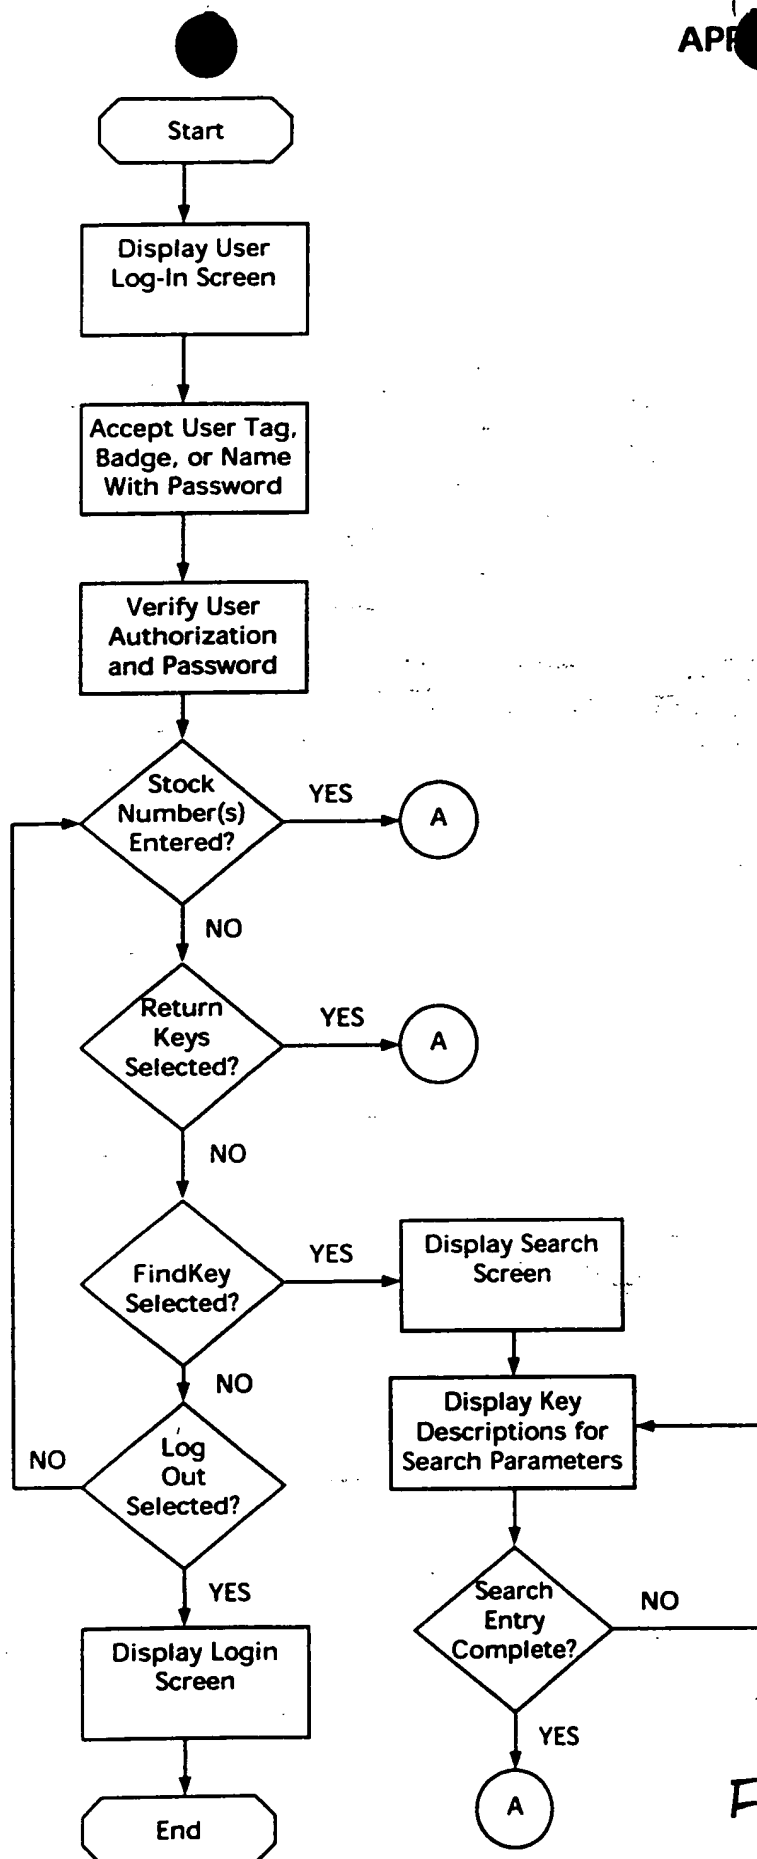 APP
Start
Display User
Log-In Screen
Accept User Tag,
Badge, or Name
With Password
Verify User
Authorization
and Password
Stock
Number(s)
Entered?
YES
A
NO
Return
Keys
Selected?
YES
A
NO
FindKey
Selected?
YES
Display Search
Screen
NO
Display Key
Descriptions for
Search Parameters
Log
Out
Selected?
NO
YES
Search
Entry
Complete?
NO
Display Login
Screen
YES
A
End
F